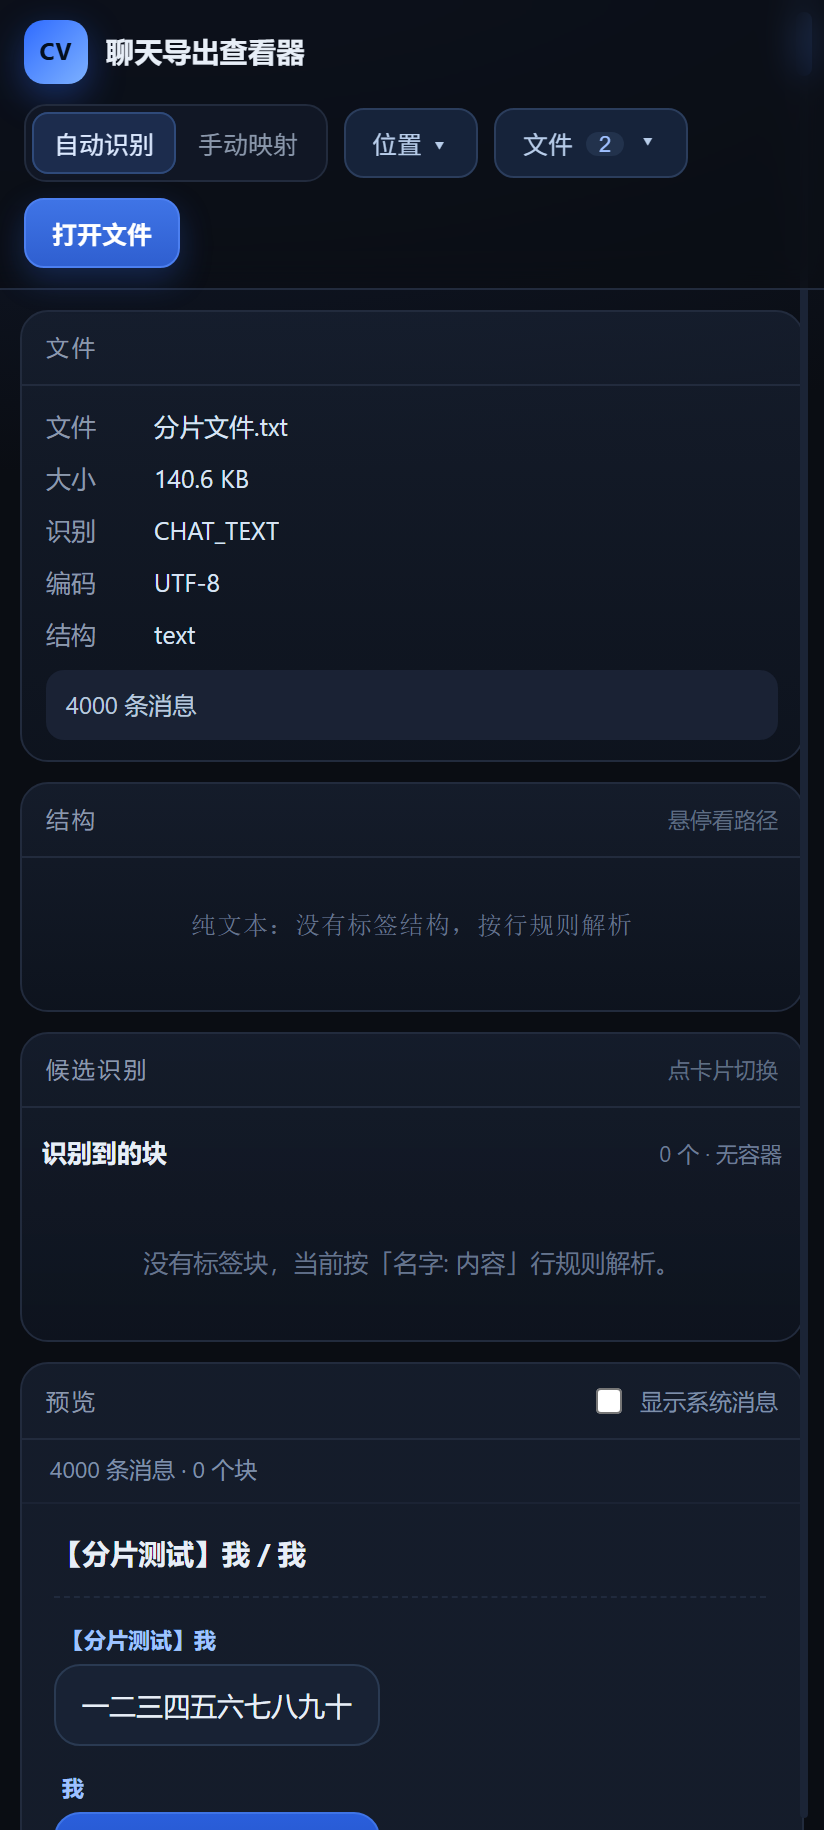 CV 聊天导出查看器
自动识别 手动映射 位置 ▼ 文件 2 ▼
打开文件
文件
文件 分片文件.txt
大小 140.6 KB
识别 CHAT_TEXT
编码 UTF-8
结构 text
4000 条消息
结构 悬停看路径
纯文本：没有标签结构，按行规则解析
候选识别 点卡片切换
识别到的块 0 个 · 无容器
没有标签块，当前按「名字: 内容」行规则解析。
预览 显示系统消息
4000 条消息 · 0 个块
【分片测试】我 / 我
【分片测试】我
一二三四五六七八九十
我